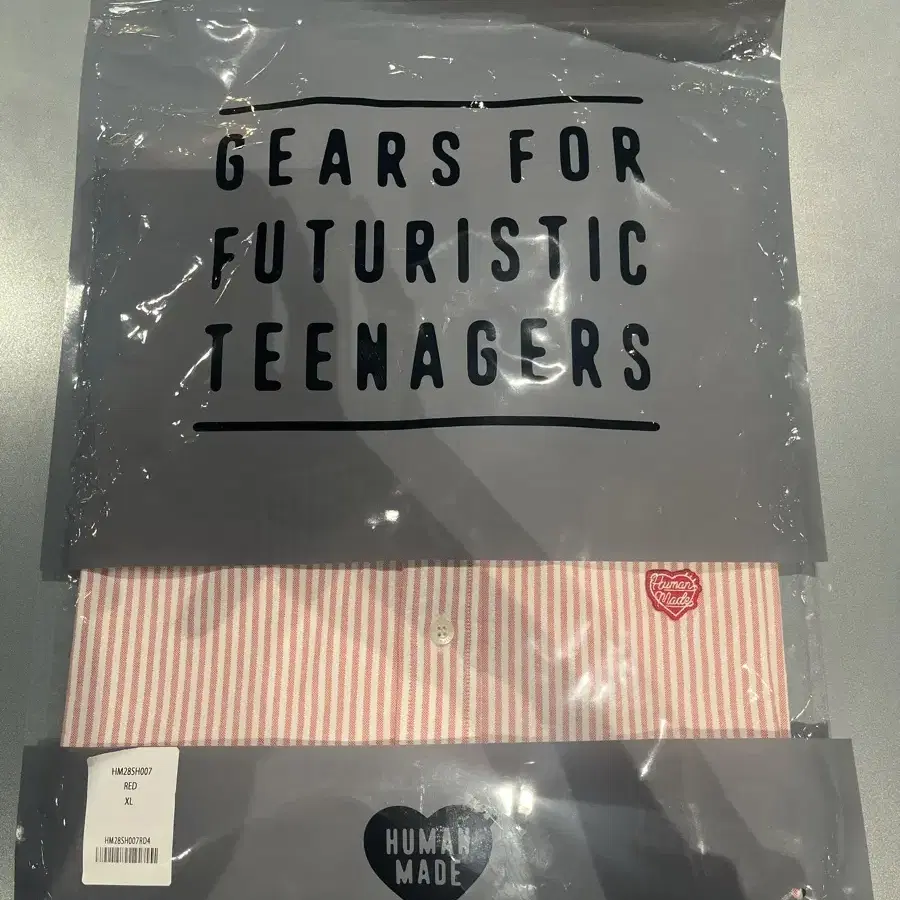 GEARS FOR
FUTURISTIC
TEENAGERS
Human
Made
HM28SH007
RED
XL
HM28SH007RD4
HUMAN
MADE